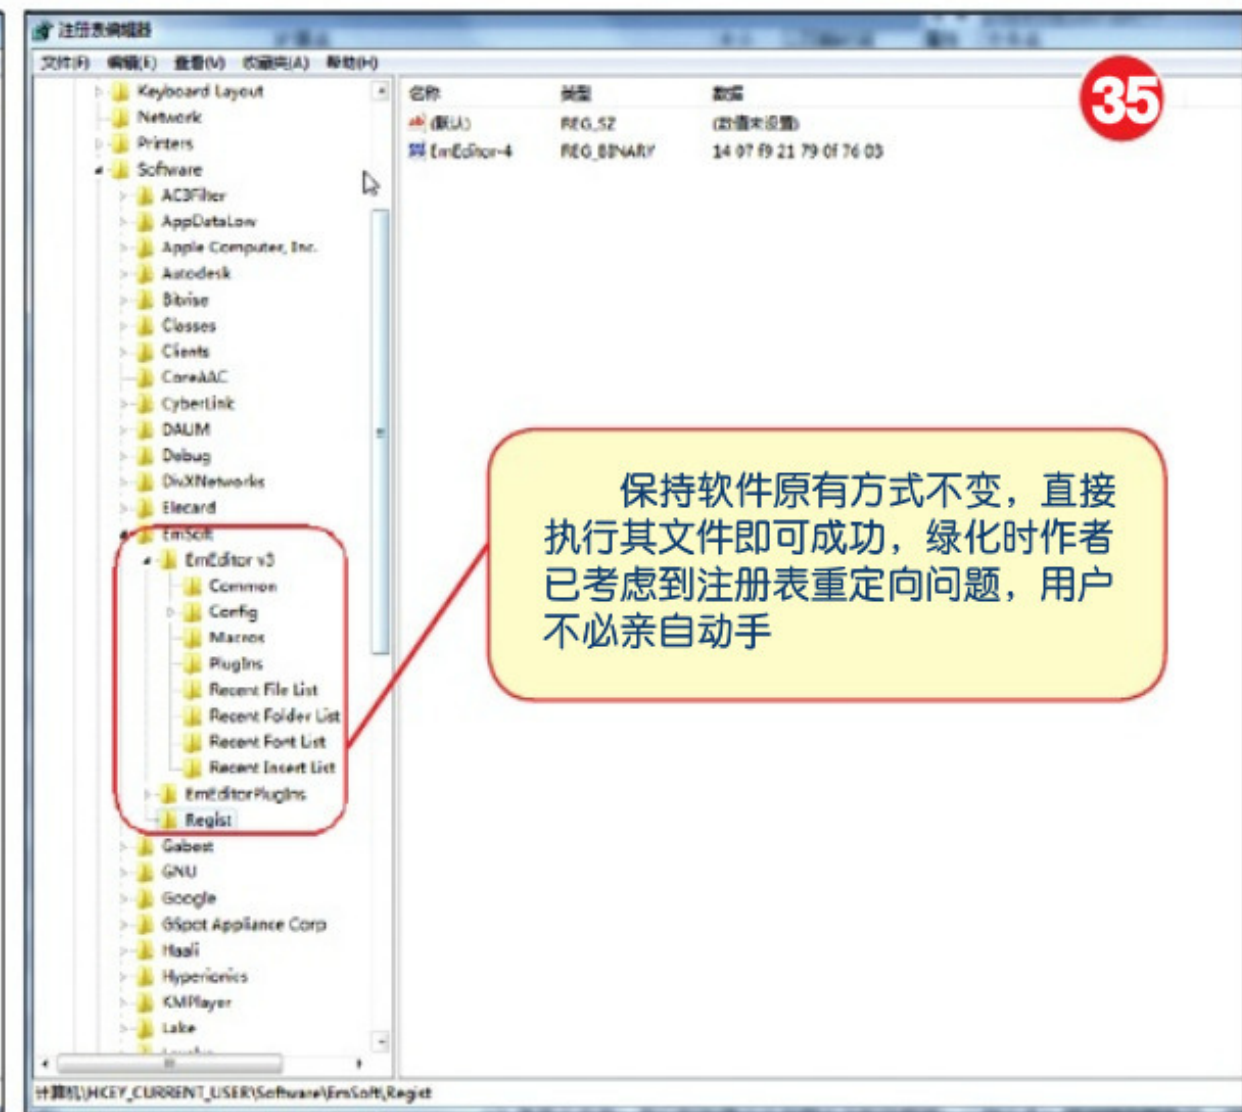 注册表编辑器
文件(F) 编辑(E) 查看(V) 收藏夹(A) 帮助(H)
Keyboard Layout
Network
Printers
Software
AC3Filter
AppDataLow
Apple Computer, Inc.
Autodesk
Bitvise
Classes
Clients
CoreAAC
CyberLink
DAUM
Debug
DivXNetworks
Elecard
EmSoft
EmEditor v3
Common
Config
Macros
PlugIns
Recent File List
Recent Folder List
Recent Font List
Recent Insert List
EmEditorPlugIns
Regist
Gabest
GNU
Google
GSpot Appliance Corp
Haali
Hyperionics
KMPlayer
Lake
名称 类型 数据
(默认) REG_SZ (数值未设置)
EmEditor-4 REG_BINARY 14 07 f9 21 79 0f 76 03
35
保持软件原有方式不变，直接
执行其文件即可成功，绿化时作者
已考虑到注册表重定向问题，用户
不必亲自动手
计算机\HKEY_CURRENT_USER\Software\EmSoft\Regist